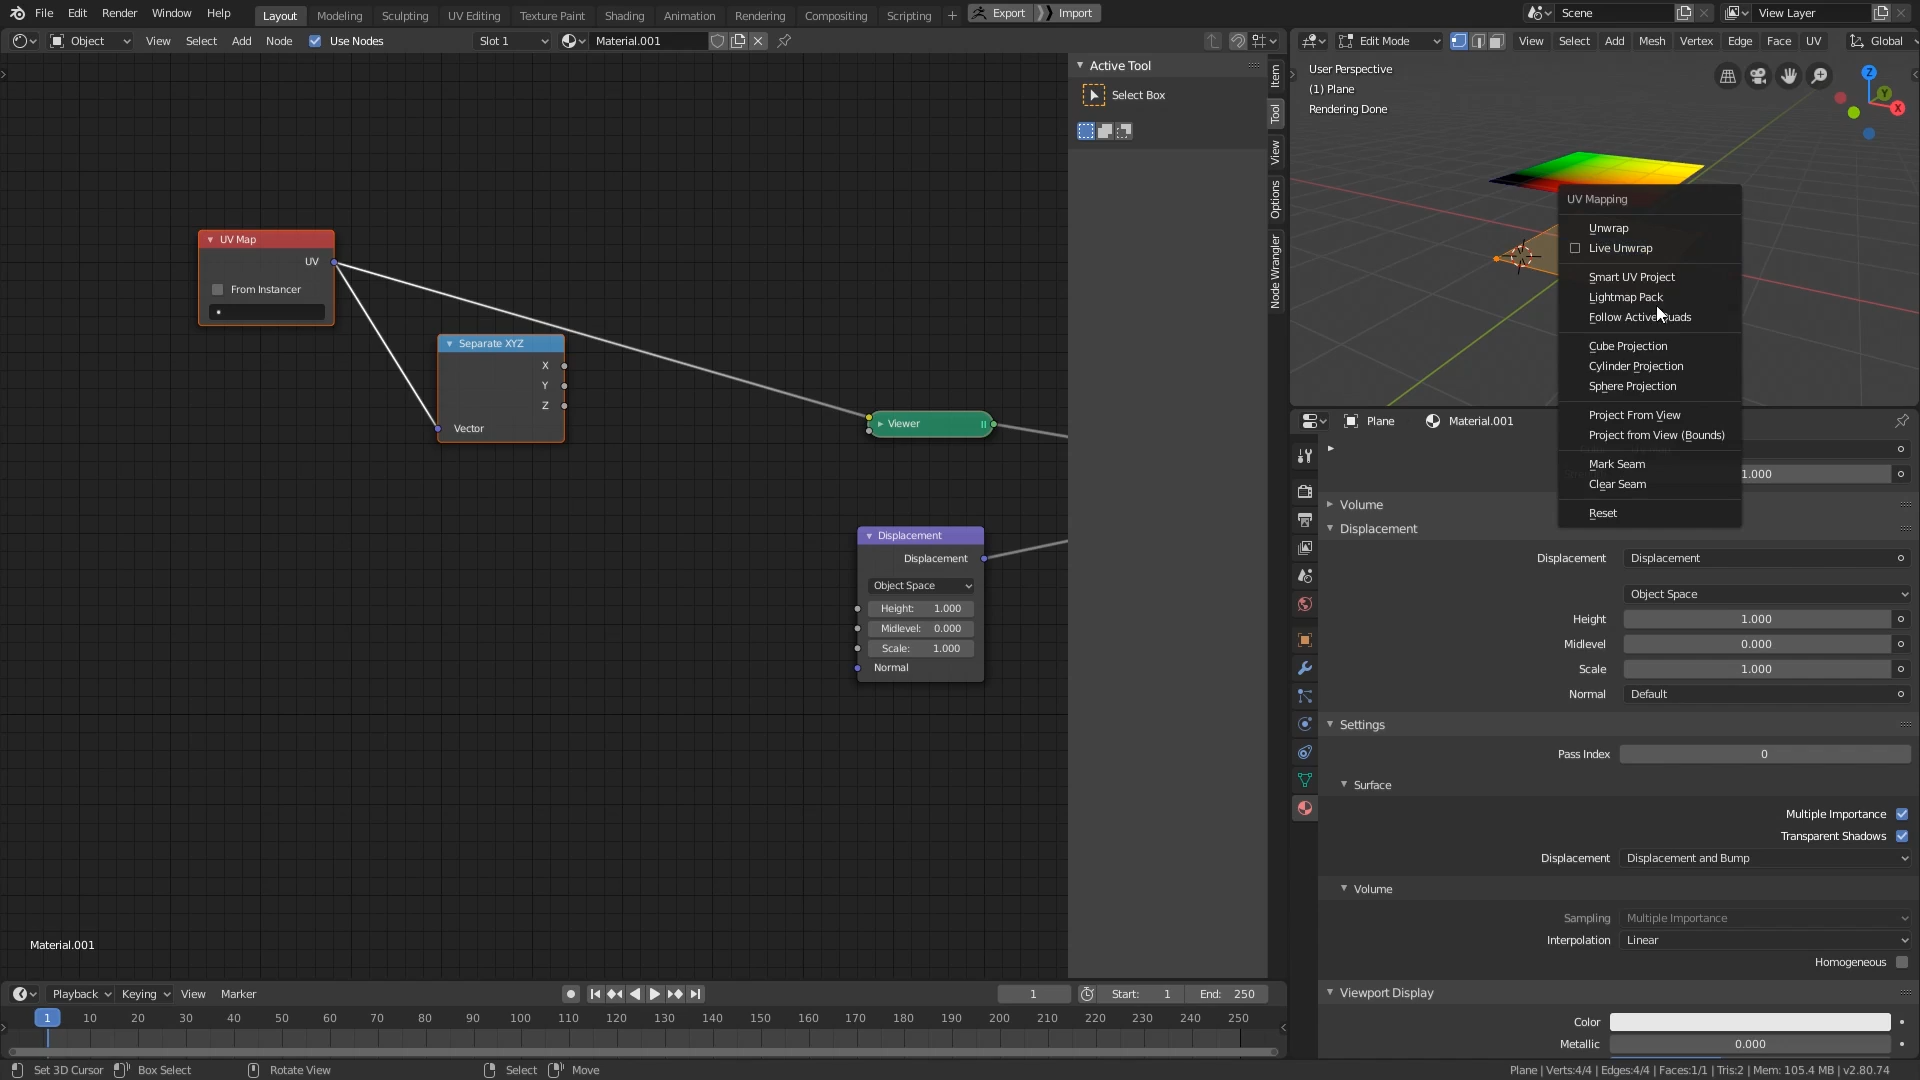 File Edit Render Window Help Layout Modeling Sculpting UV Editing Texture Paint Shading Animation Rendering Compositing Scripting + Export Import Scene View Layer
Object View Select Add Node Use Nodes Slot 1 Material.001
Edit Mode View Select Add Mesh Vertex Edge Face UV Global
Active Tool
Select Box
Item
Tool
View
Options
Node Wrangler
User Perspective
(1) Plane
Rendering Done
Z
Y
X
UV Map
UV
From Instancer
Separate XYZ
X
Y
Z
Vector
Viewer
Displacement
Displacement
Object Space
Height: 1.000
Midlevel: 0.000
Scale: 1.000
Normal
Material.001
UV Mapping
Unwrap
Live Unwrap
Smart UV Project
Lightmap Pack
Follow Active Quads
Cube Projection
Cylinder Projection
Sphere Projection
Project From View
Project from View (Bounds)
Mark Seam
Clear Seam
Reset
Plane Material.001
1.000
Volume
Displacement
Displacement Displacement
Object Space
Height 1.000
Midlevel 0.000
Scale 1.000
Normal Default
Settings
Pass Index 0
Surface
Multiple Importance
Transparent Shadows
Displacement Displacement and Bump
Volume
Sampling Multiple Importance
Interpolation Linear
Homogeneous
Viewport Display
Color
Metallic 0.000
Playback Keying View Marker 1 Start: 1 End: 250
1 10 20 30 40 50 60 70 80 90 100 110 120 130 140 150 160 170 180 190 200 210 220 230 240 250
Set 3D Cursor Box Select Rotate View Select Move Plane | Verts:4/4 | Edges:4/4 | Faces:1/1 | Tris:2 | Mem: 105.4 MB | v2.80.74